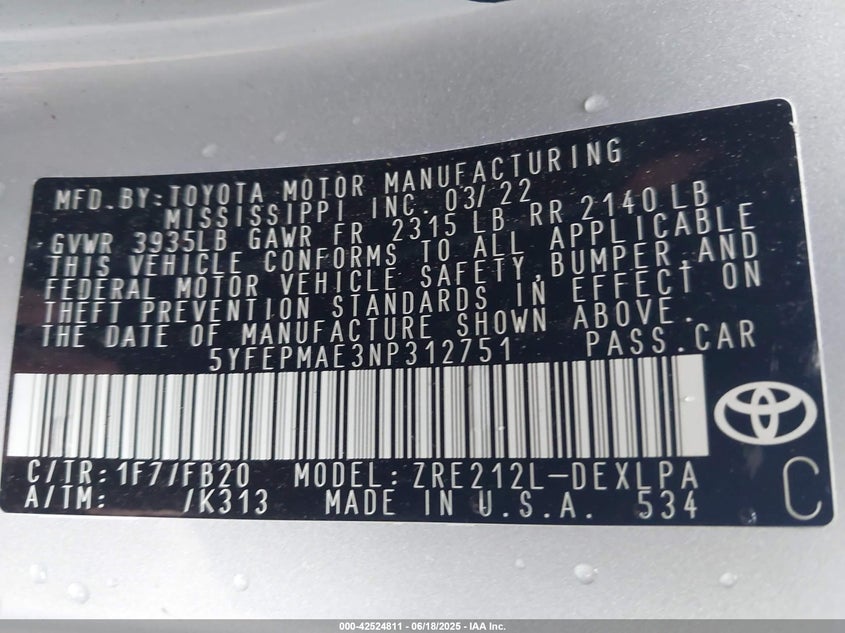 MFD.BY:TOYOTA MOTOR MANUFACTURING
MISSISSIPPI INC. 03/22
GVWR 3935LB GAWR FR 2315 LB RR 2140 LB
THIS VEHICLE CONFORMS TO ALL APPLICABLE
FEDERAL MOTOR VEHICLE SAFETY,BUMPER,AND
THEFT PREVENTION STANDARDS IN EFFECT ON
THE DATE OF MANUFACTURE SHOWN ABOVE.
5YFEPMAE3NP312751 PASS.CAR
C/TR:1F7/FB20 MODEL:ZRE212L-DEXLPA
A/TM: /K313 MADE IN U.S.A. 534
C
000-42524811 - 06/18/2025 - IAA Inc.